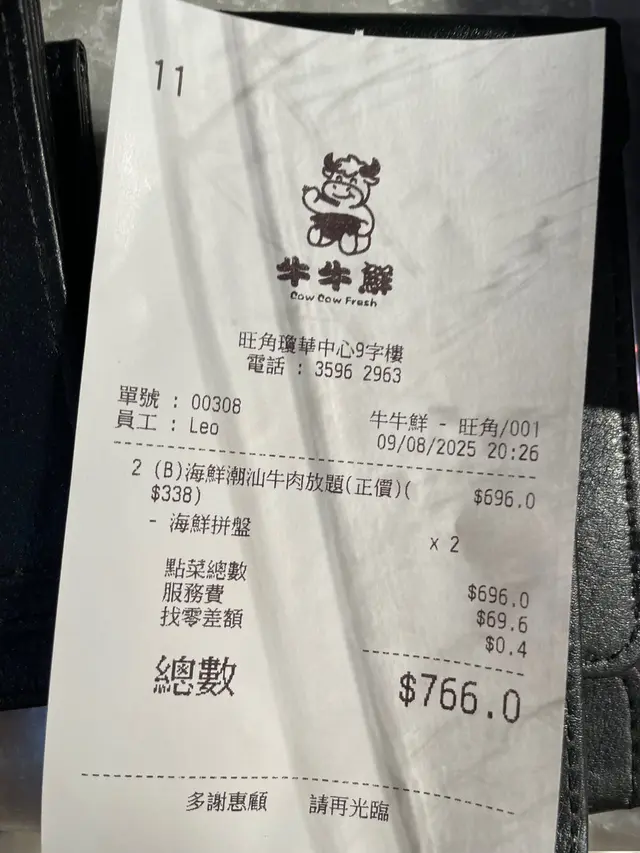 11
牛牛鮮
Cow Cow Fresh
旺角瓊華中心9字樓
電話 : 3596 2963
單號 : 00308
員工 : Leo
牛牛鮮 - 旺角/001
09/08/2025 20:26
2 (B)海鮮潮汕牛肉放題(正價)( $696.0
$338)
- 海鮮拼盤 x 2
點菜總數 $696.0
服務費 $69.6
找零差額 $0.4
總數 $766.0
多謝惠顧 請再光臨